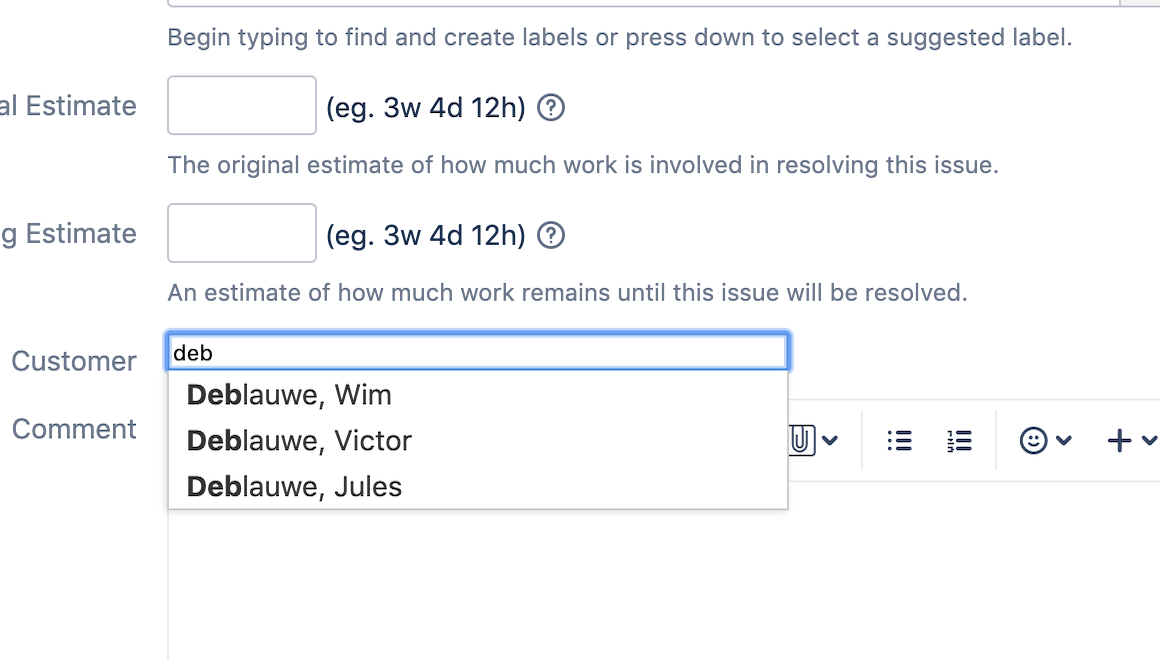 Begin typing to find and create labels or press down to select a suggested label.
al Estimate (eg. 3w 4d 12h) ?
The original estimate of how much work is involved in resolving this issue.
g Estimate (eg. 3w 4d 12h) ?
An estimate of how much work remains until this issue will be resolved.
Customer deb
Deblauwe, Wim
Comment
Deblauwe, Victor
Deblauwe, Jules